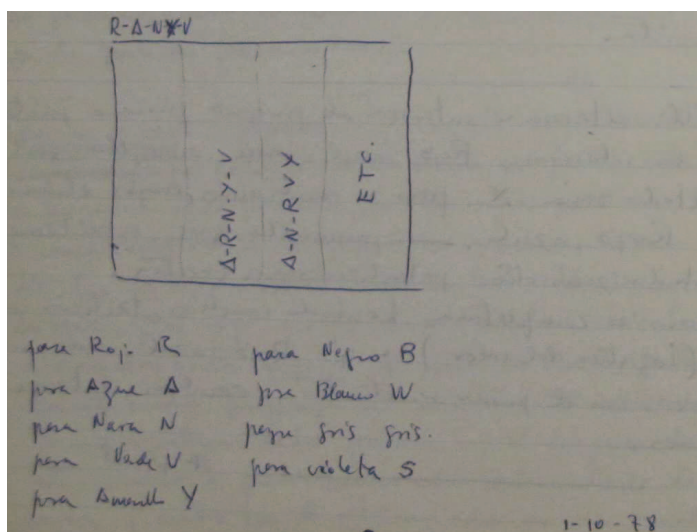 R-A-N-Y-V
A-R-N-Y-V
A-N-R V Y
ETC.
para Rojo R
para Azul A
para Nara N
para Verde V
para Amarillo Y
para Negro B
para Blanco W
para gris gris.
para violeta S
1-10-78